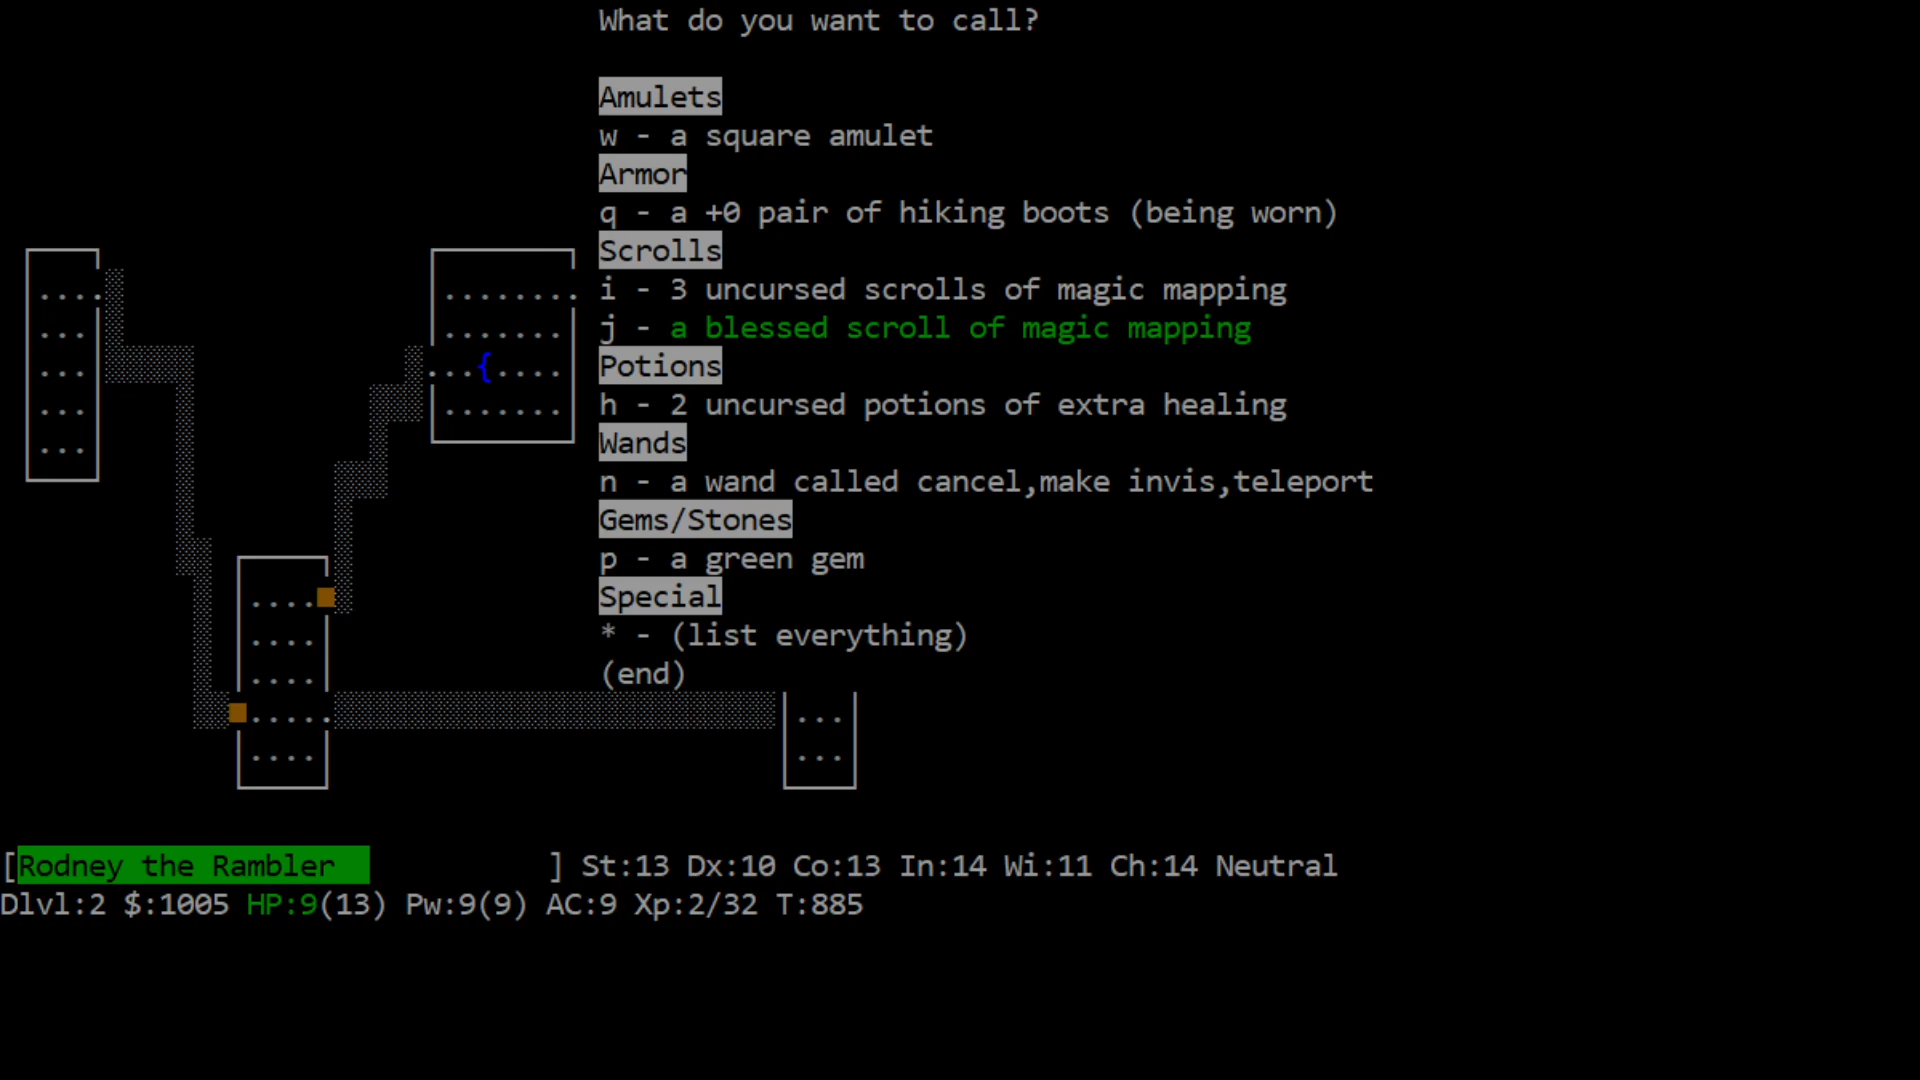 What do you want to call?
Amulets
w - a square amulet
Armor
q - a +0 pair of hiking boots (being worn)
Scrolls
i - 3 uncursed scrolls of magic mapping
j - a blessed scroll of magic mapping
Potions
h - 2 uncursed potions of extra healing
Wands
n - a wand called cancel,make invis,teleport
Gems/Stones
p - a green gem
Special
* - (list everything)
(end)
[Rodney the Rambler ] St:13 Dx:10 Co:13 In:14 Wi:11 Ch:14 Neutral
Dlvl:2 $:1005 HP:9(13) Pw:9(9) AC:9 Xp:2/32 T:885